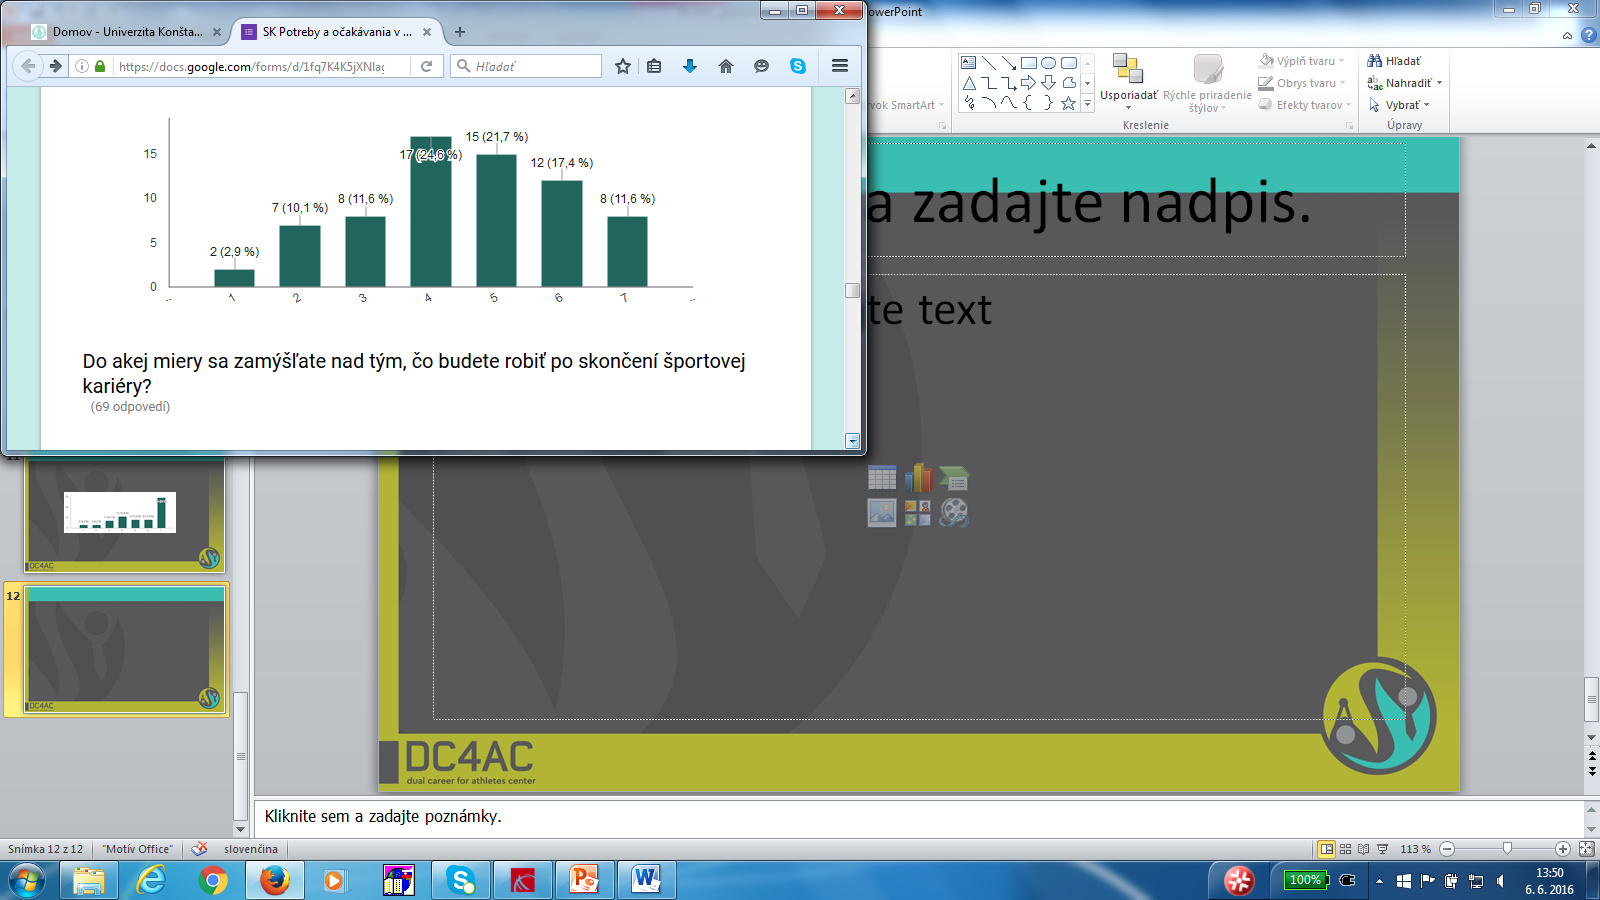 owerPoint
Domov - Univerzita Konšta...
SK Potreby a očakávania v ...
https://docs.google.com/forms/d/1fq7K4K5jXNIag
Hľadať
15
10
5
0
2 (2,9 %)
7 (10,1 %)
8 (11,6 %)
17 (24,6 %)
15 (21,7 %)
12 (17,4 %)
8 (11,6 %)
..
1
2
3
4
5
6
7
..
Do akej miery sa zamýšľate nad tým, čo budete robiť po skončení športovej
kariéry?
(69 odpovedí)
rvok SmartArt
Usporiadať
Rýchle priradenie
štýlov
Výplň tvaru
Obrys tvaru
Efekty tvarov
Kreslenie
Hľadať
Nahradiť
Vybrať
Úpravy
a zadajte nadpis.
te text
DC4AC
12
DC4AC
DC4AC
dual career for athletes center
Kliknite sem a zadajte poznámky.
Snímka 12 z 12
"Motív Office"
slovenčina
113 %
100%
13:50
6. 6. 2016